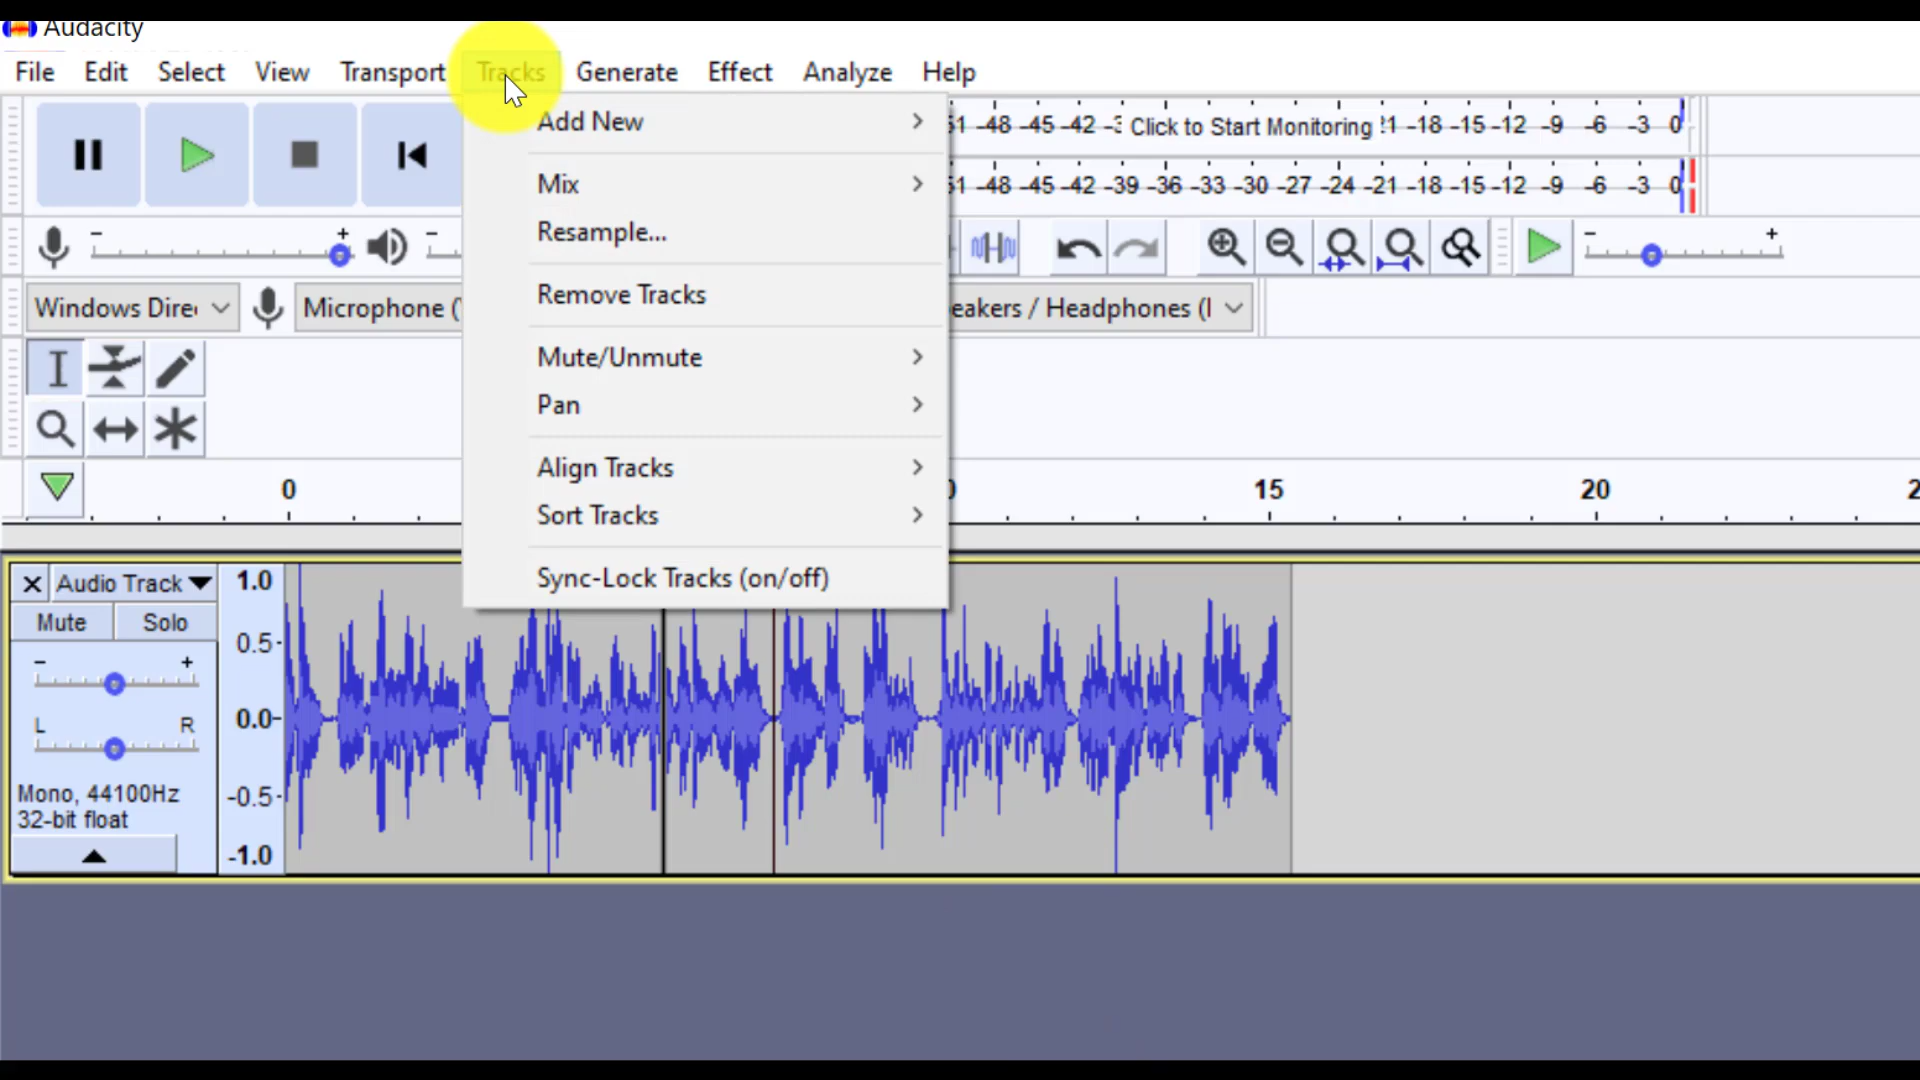 Audacity
File Edit Select View Transport Tracks Generate Effect Analyze Help
Add New
Mix
Resample...
Remove Tracks
Mute/Unmute
Pan
Align Tracks
Sort Tracks
Sync-Lock Tracks (on/off)
-48 -45 -42 Click to Start Monitoring -18 -15 -12 -9 -6 -3 0
-48 -45 -42 -39 -36 -33 -30 -27 -24 -21 -18 -15 -12 -9 -6 -3 0
- + - - +
Windows Dire Microphone ( eakers / Headphones (
0 15 20
Audio Track 1.0
Mute Solo
0.5
- +
L R
0.0
Mono, 44100Hz
-0.5
32-bit float
-1.0